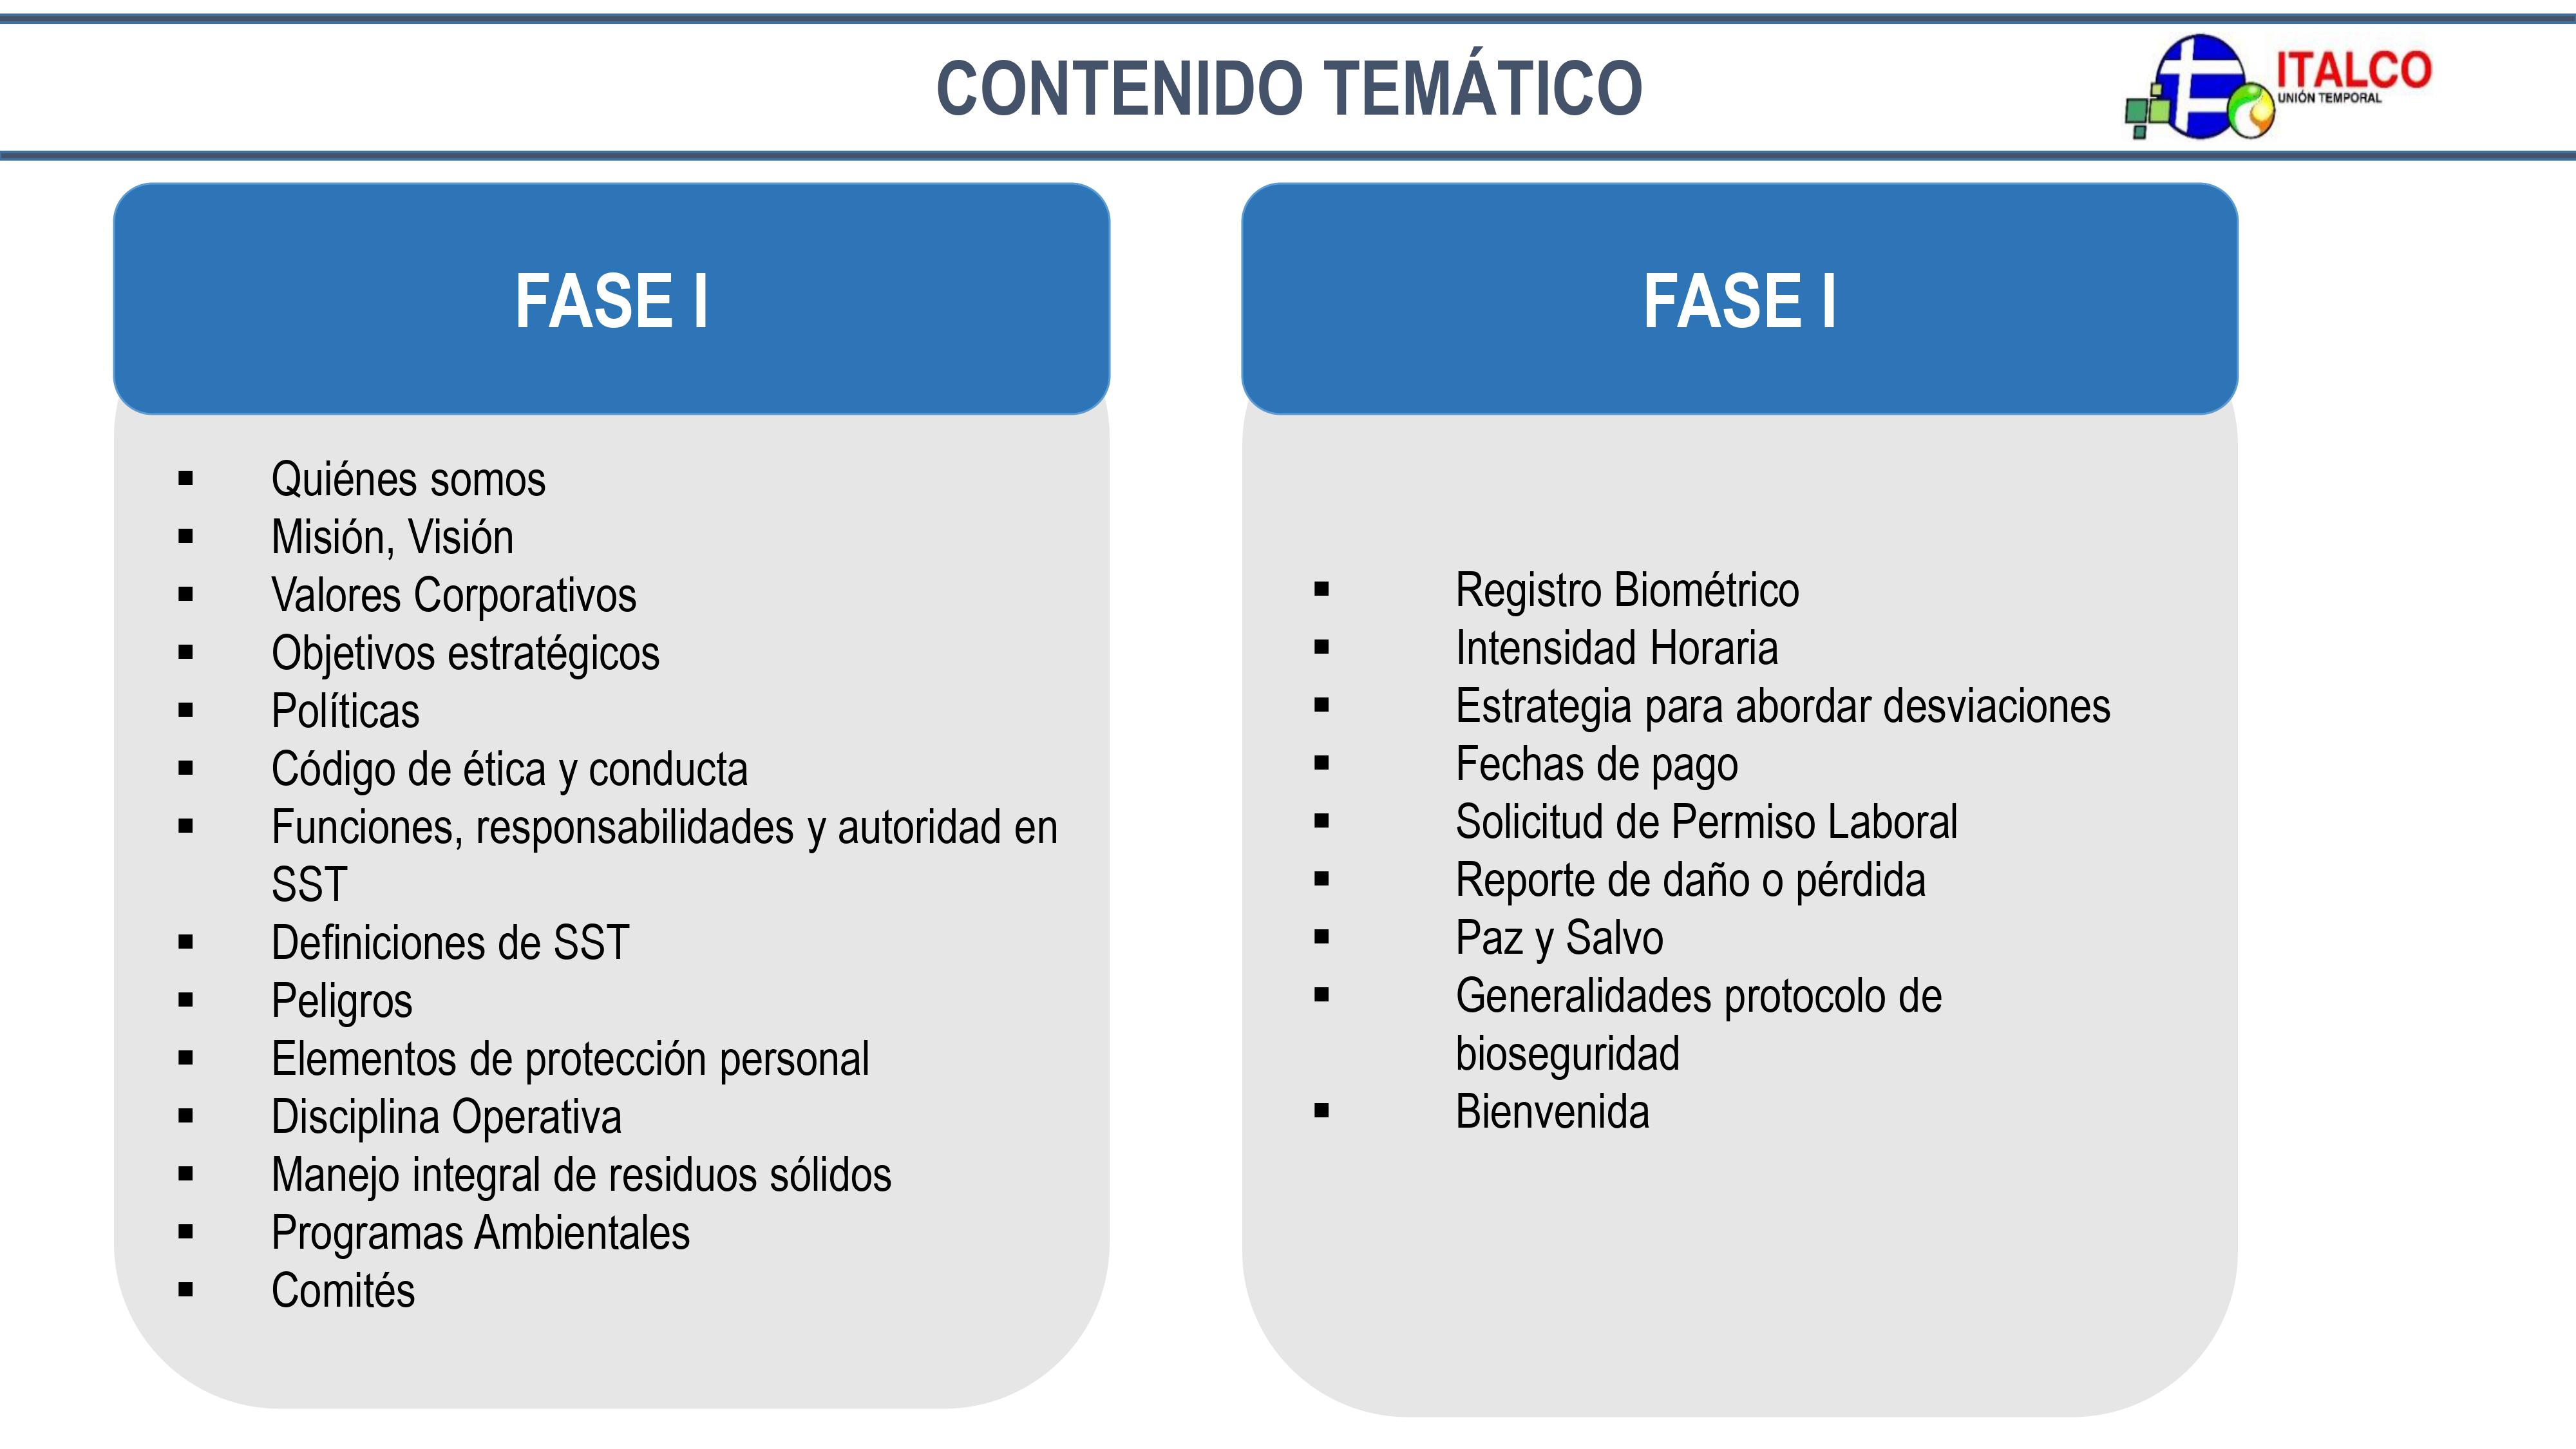 CONTENIDO TEMÁTICO
ITALCO
UNIÓN TEMPORAL
FASE I
▪ Quiénes somos
▪ Misión, Visión
▪ Valores Corporativos
▪ Objetivos estratégicos
▪ Políticas
▪ Código de ética y conducta
▪ Funciones, responsabilidades y autoridad en
SST
▪ Definiciones de SST
▪ Peligros
▪ Elementos de protección personal
▪ Disciplina Operativa
▪ Manejo integral de residuos sólidos
▪ Programas Ambientales
▪ Comités
FASE I
▪ Registro Biométrico
▪ Intensidad Horaria
▪ Estrategia para abordar desviaciones
▪ Fechas de pago
▪ Solicitud de Permiso Laboral
▪ Reporte de daño o pérdida
▪ Paz y Salvo
▪ Generalidades protocolo de
bioseguridad
▪ Bienvenida